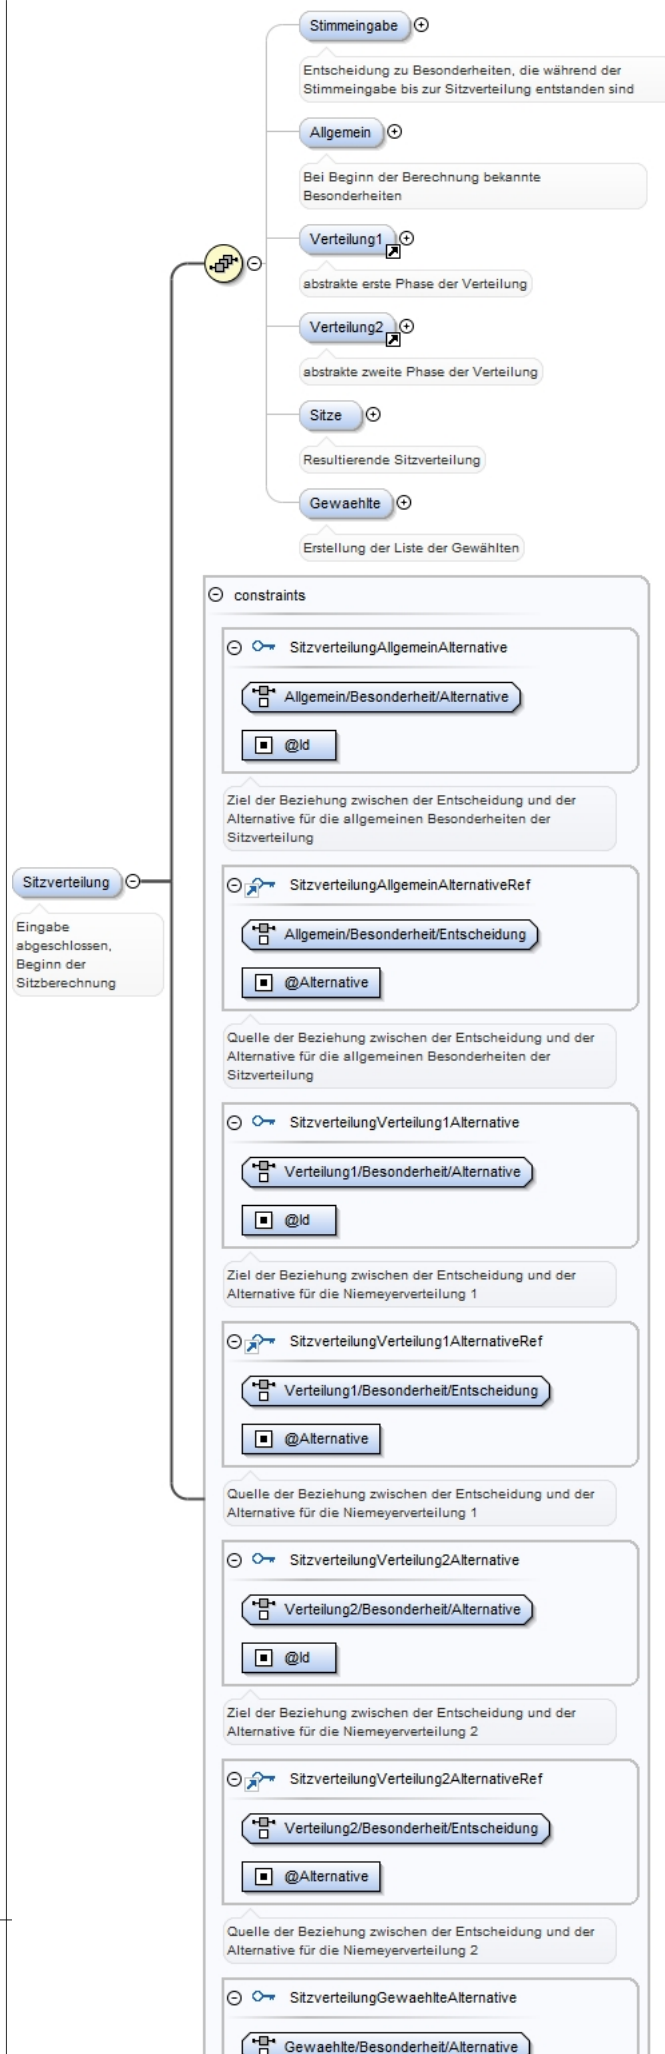 Stimmeingabe
Entscheidung zu Besonderheiten, die während der
Stimmeingabe bis zur Sitzverteilung entstanden sind
Allgemein
Bei Beginn der Berechnung bekannte
Besonderheiten
Verteilung1
abstrakte erste Phase der Verteilung
Verteilung2
abstrakte zweite Phase der Verteilung
Sitze
Resultierende Sitzverteilung
Gewaehlte
Erstellung der Liste der Gewählten
constraints
SitzverteilungAllgemeinAlternative
Allgemein/Besonderheit/Alternative
@Id
Ziel der Beziehung zwischen der Entscheidung und der
Alternative für die allgemeinen Besonderheiten der
Sitzverteilung
Sitzverteilung
Eingabe
abgeschlossen,
Beginn der
Sitzberechnung
SitzverteilungAllgemeinAlternativeRef
Allgemein/Besonderheit/Entscheidung
@Alternative
Quelle der Beziehung zwischen der Entscheidung und der
Alternative für die allgemeinen Besonderheiten der
Sitzverteilung
SitzverteilungVerteilung1Alternative
Verteilung1/Besonderheit/Alternative
@Id
Ziel der Beziehung zwischen der Entscheidung und der
Alternative für die Niemeyerverteilung 1
SitzverteilungVerteilung1AlternativeRef
Verteilung1/Besonderheit/Entscheidung
@Alternative
Quelle der Beziehung zwischen der Entscheidung und der
Alternative für die Niemeyerverteilung 1
SitzverteilungVerteilung2Alternative
Verteilung2/Besonderheit/Alternative
@Id
Ziel der Beziehung zwischen der Entscheidung und der
Alternative für die Niemeyerverteilung 2
SitzverteilungVerteilung2AlternativeRef
Verteilung2/Besonderheit/Entscheidung
@Alternative
Quelle der Beziehung zwischen der Entscheidung und der
Alternative für die Niemeyerverteilung 2
SitzverteilungGewaehlteAlternative
Gewaehlte/Besonderheit/Alternative